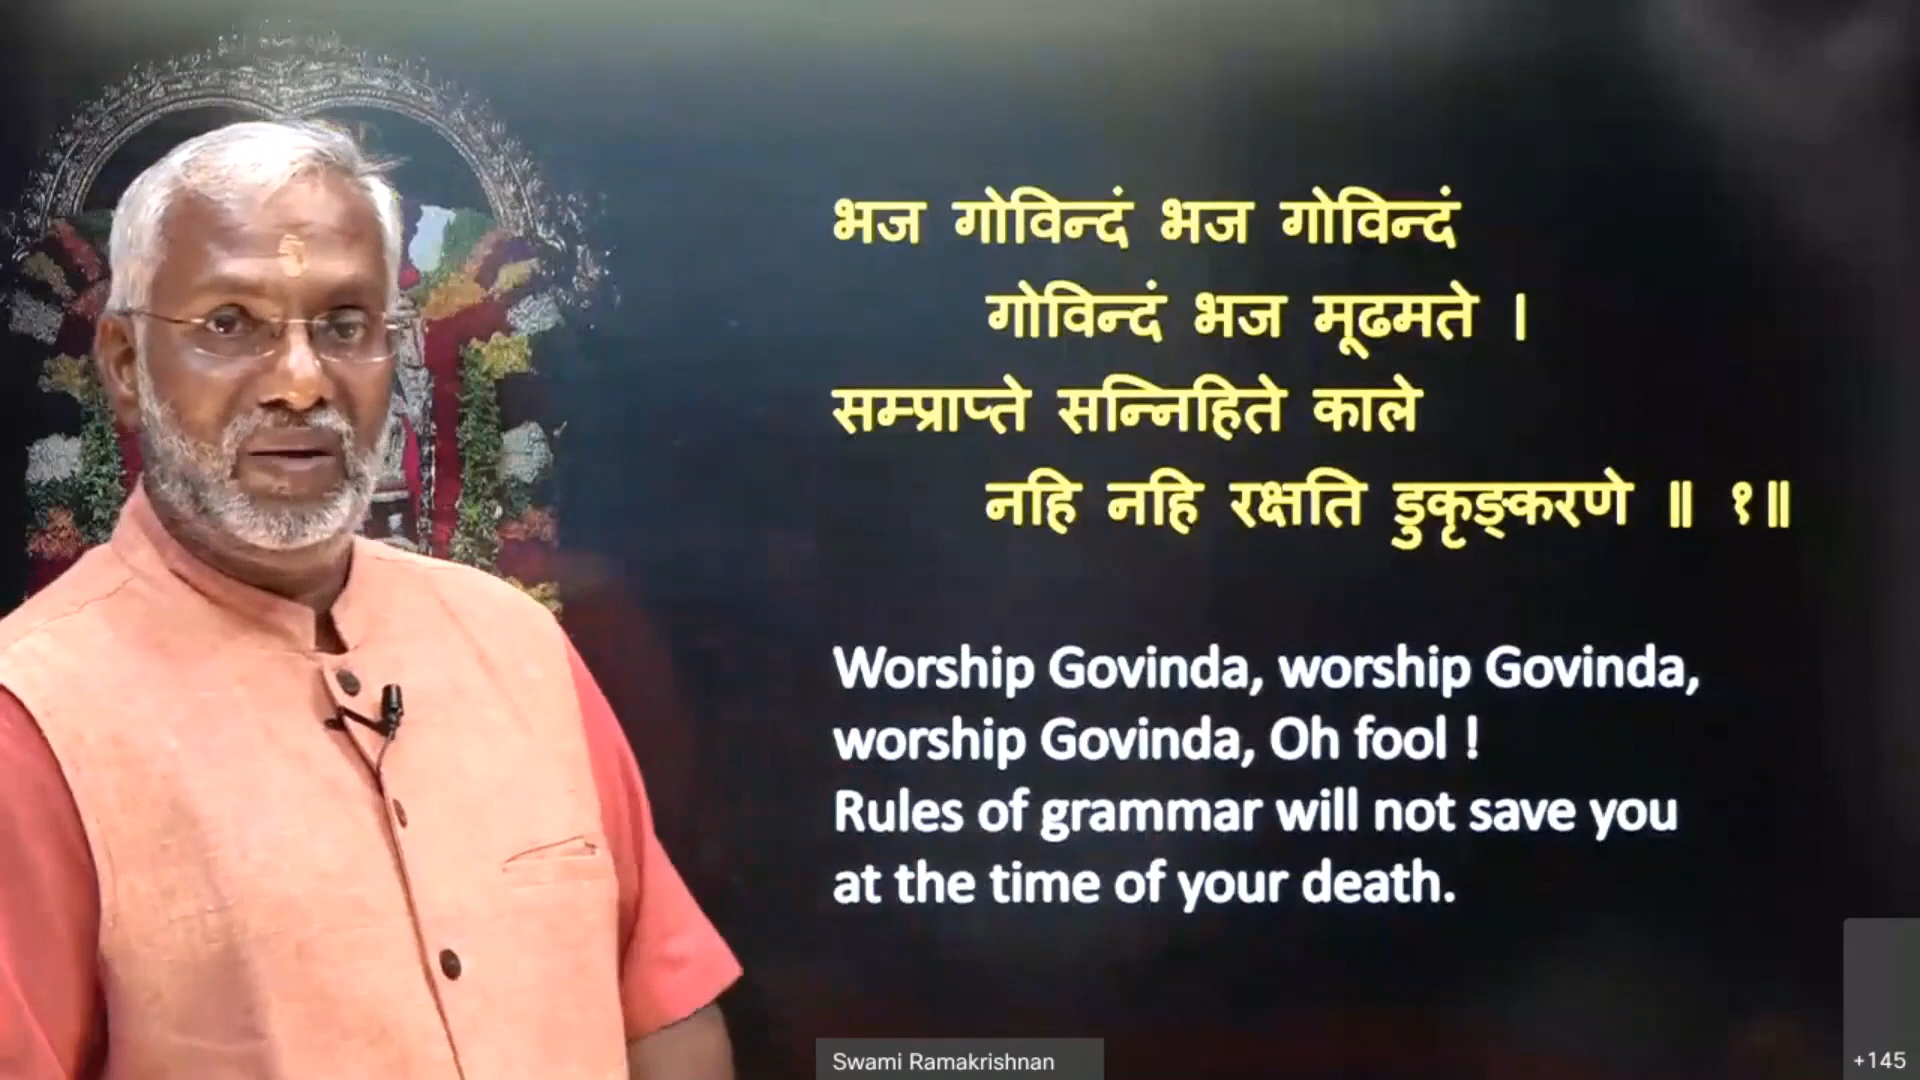 भज गोविन्दं भज गोविन्दं
गोविन्दं भज मूढमते ।
सम्प्राप्ते सन्निहिते काले
नहि नहि रक्षति डुकृङ्करणे ॥ १॥
Worship Govinda, worship Govinda,
worship Govinda, Oh fool !
Rules of grammar will not save you
at the time of your death.
Swami Ramakrishnan
+145